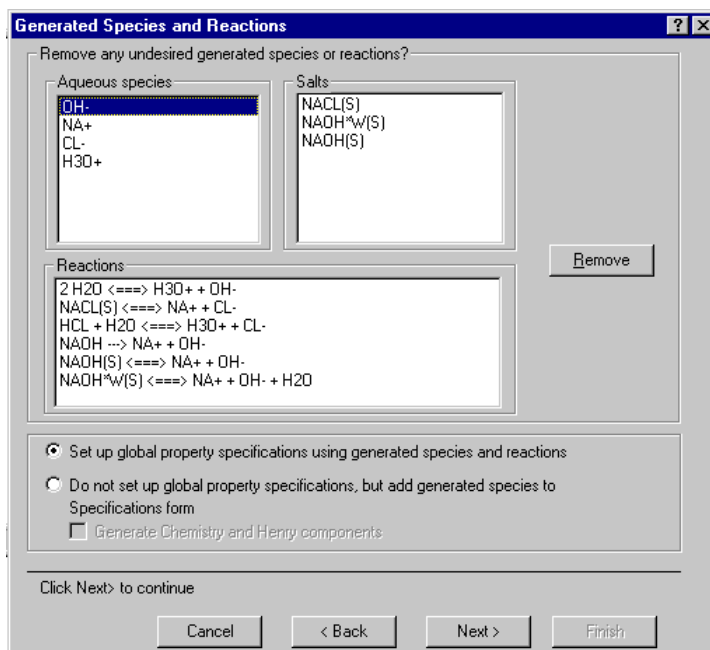 Generated Species and Reactions
Remove any undesired generated species or reactions?
Aqueous species
OH-
NA+
CL-
H3O+
Salts
NACL(S)
NAOH*W(S)
NAOH(S)
Remove
Reactions
2 H2O <===> H3O+ + OH-
NACL(S) <===> NA+ + CL-
HCL + H2O <===> H3O+ + CL-
NAOH ---> NA+ + OH-
NAOH(S) <===> NA+ + OH-
NAOH*W(S) <===> NA+ + OH- + H2O
Set up global property specifications using generated species and reactions
Do not set up global property specifications, but add generated species to
Specifications form
Generate Chemistry and Henry components
Click Next> to continue
Cancel
< Back
Next >
Finish